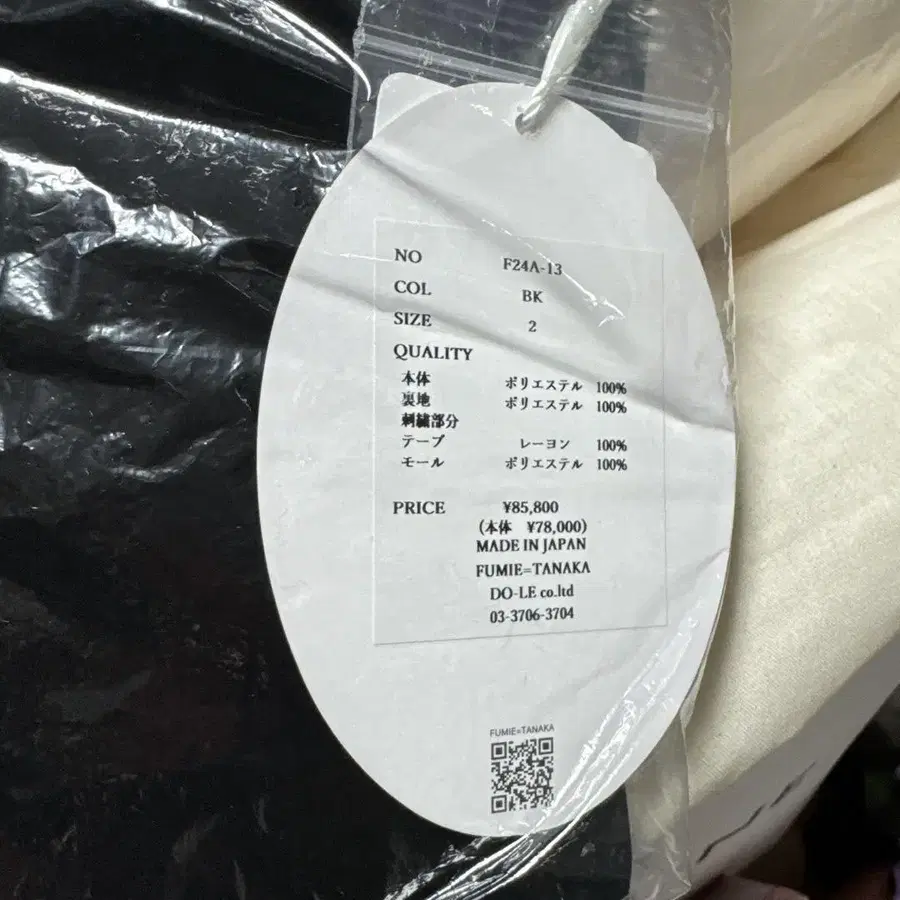 NO F24A-13
COL BK
SIZE 2
QUALITY
本体 ポリエステル 100%
裏地 ポリエステル 100%
刺繍部分
テープ レーヨン 100%
モール ポリエステル 100%
PRICE ¥85,800
(本体 ¥78,000)
MADE IN JAPAN
FUMIE=TANAKA
DO-LE co.ltd
03-3706-3704
FUMIE=TANAKA